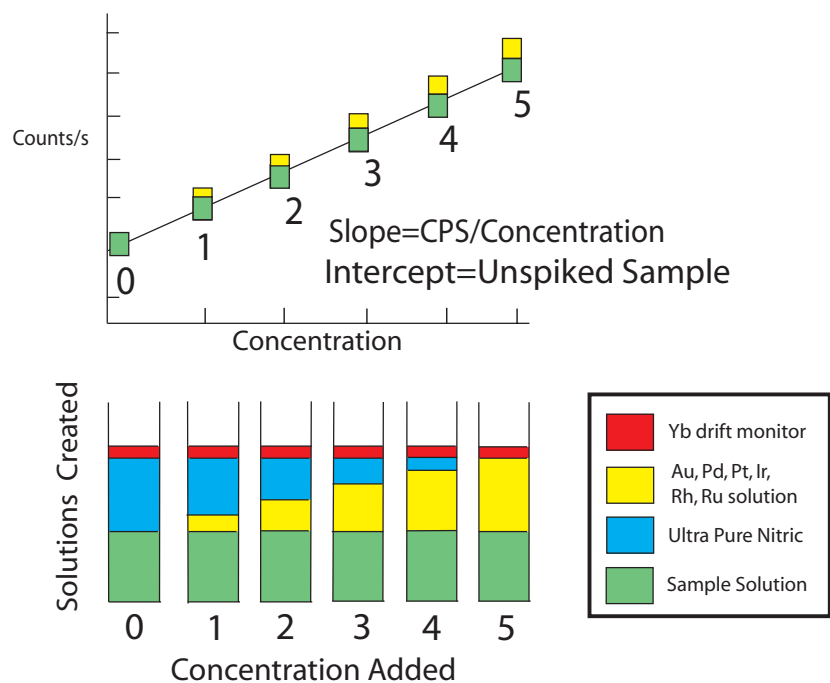 Counts/s
5
4
3
2
1
0
Slope=CPS/Concentration
Intercept=Unspiked Sample
Concentration
Solutions Created
Yb drift monitor
Au, Pd, Pt, Ir,
Rh, Ru solution
Ultra Pure Nitric
Sample Solution
0 1 2 3 4 5
Concentration Added